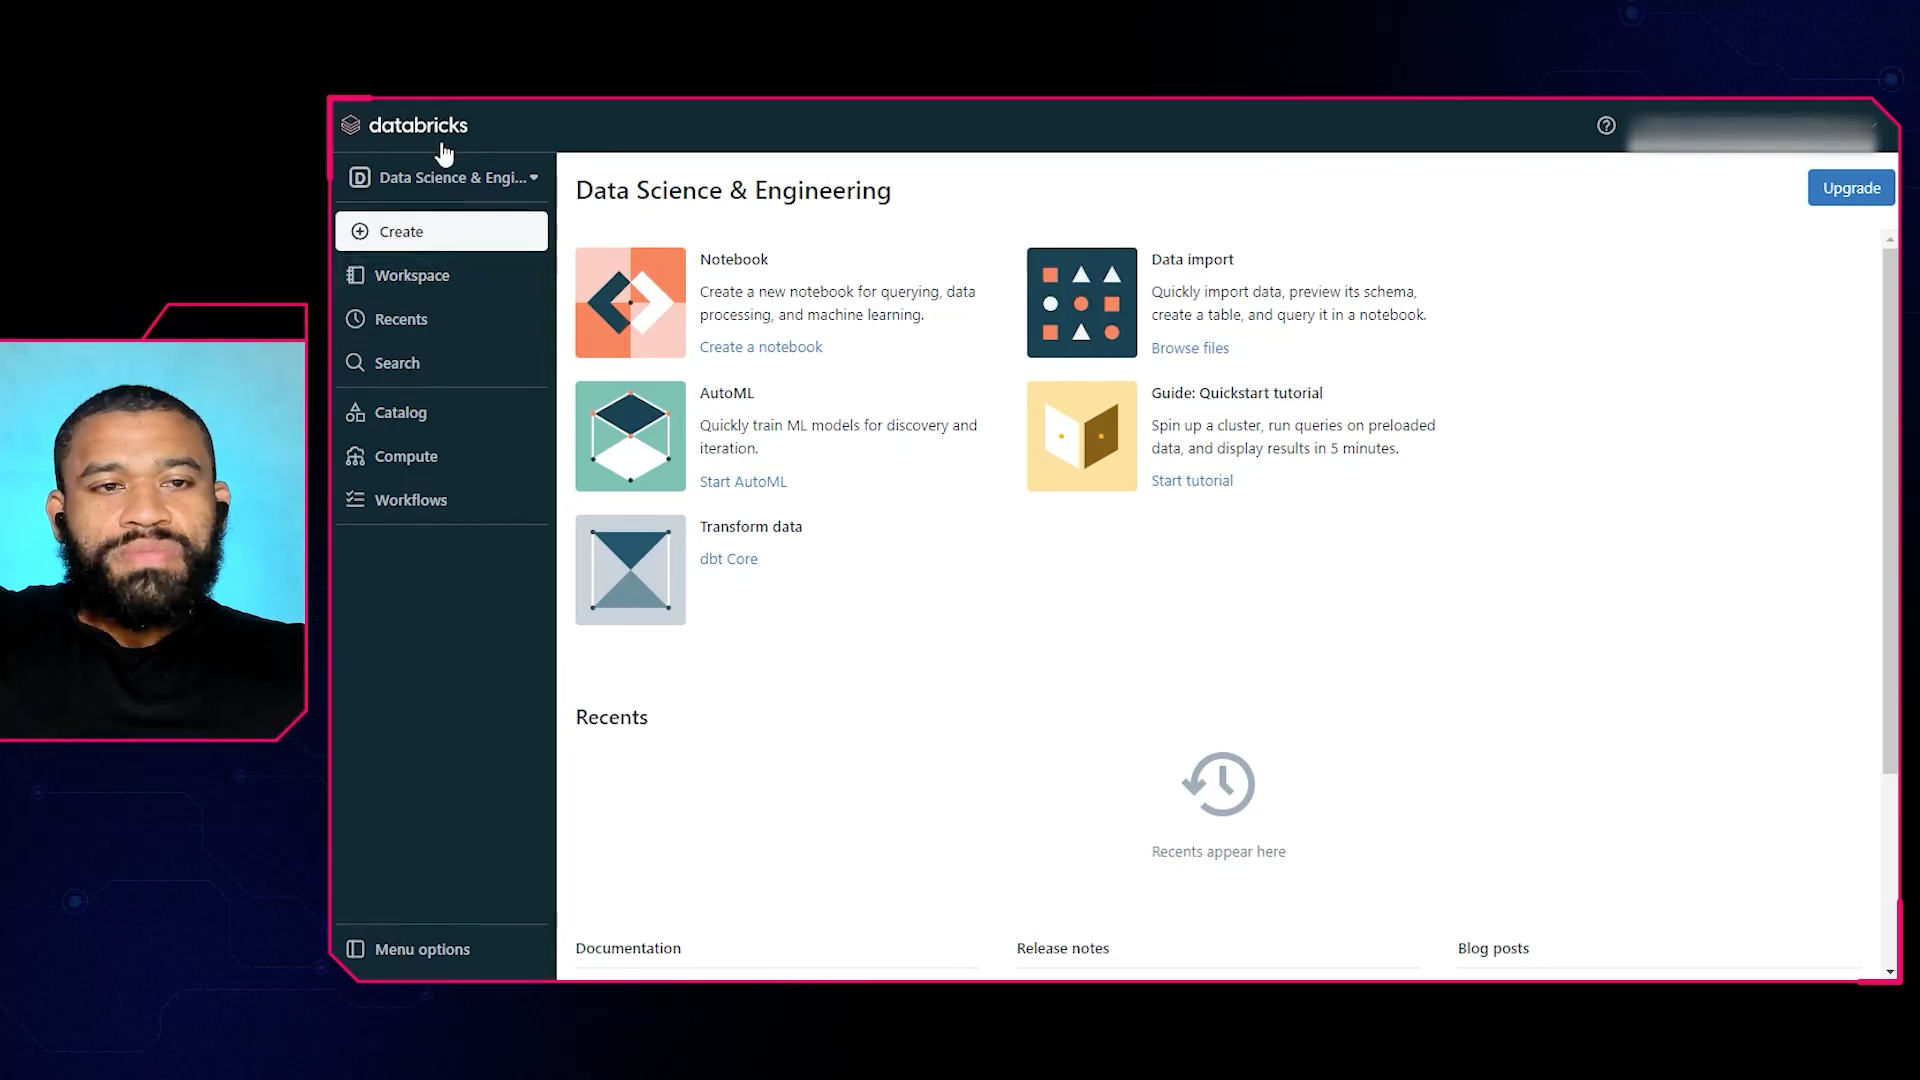 databricks
Data Science & Engi...
Create
Workspace
Recents
Search
Catalog
Compute
Workflows
Menu options
Data Science & Engineering
Upgrade
Notebook
Create a new notebook for querying, data
processing, and machine learning.
Create a notebook
Data import
Quickly import data, preview its schema,
create a table, and query it in a notebook.
Browse files
AutoML
Quickly train ML models for discovery and
iteration.
Start AutoML
Guide: Quickstart tutorial
Spin up a cluster, run queries on preloaded
data, and display results in 5 minutes.
Start tutorial
Transform data
dbt Core
Recents
Recents appear here
Documentation
Release notes
Blog posts